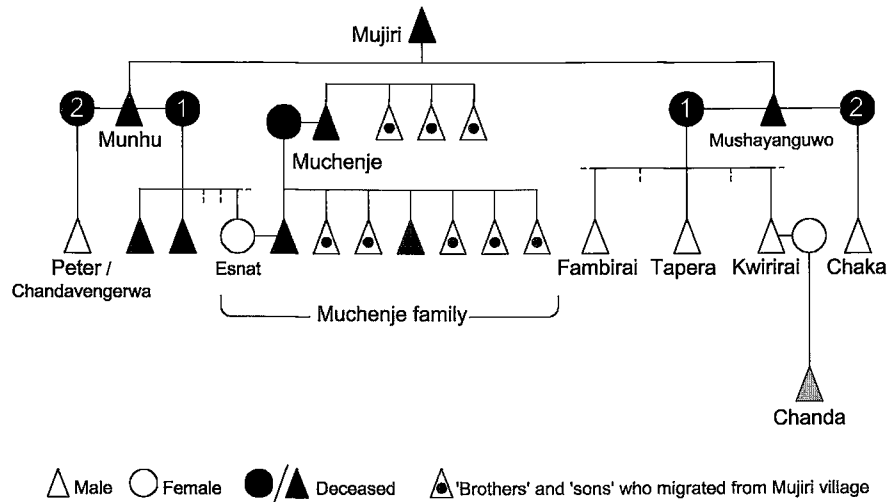 Mujiri
2 1 1 2
Munhu Mushayanguwo
Muchenje
Peter / Esnat Fambirai Tapera Kwirirai Chaka
Chandavengerwa
Muchenje family
Chanda
Male Female / Deceased 'Brothers' and 'sons' who migrated from Mujiri village